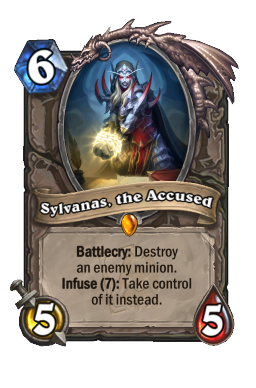 6
Sylvanas, the Accused
Battlecry: Destroy
an enemy minion.
Infuse (7): Take control
of it instead.
5 5